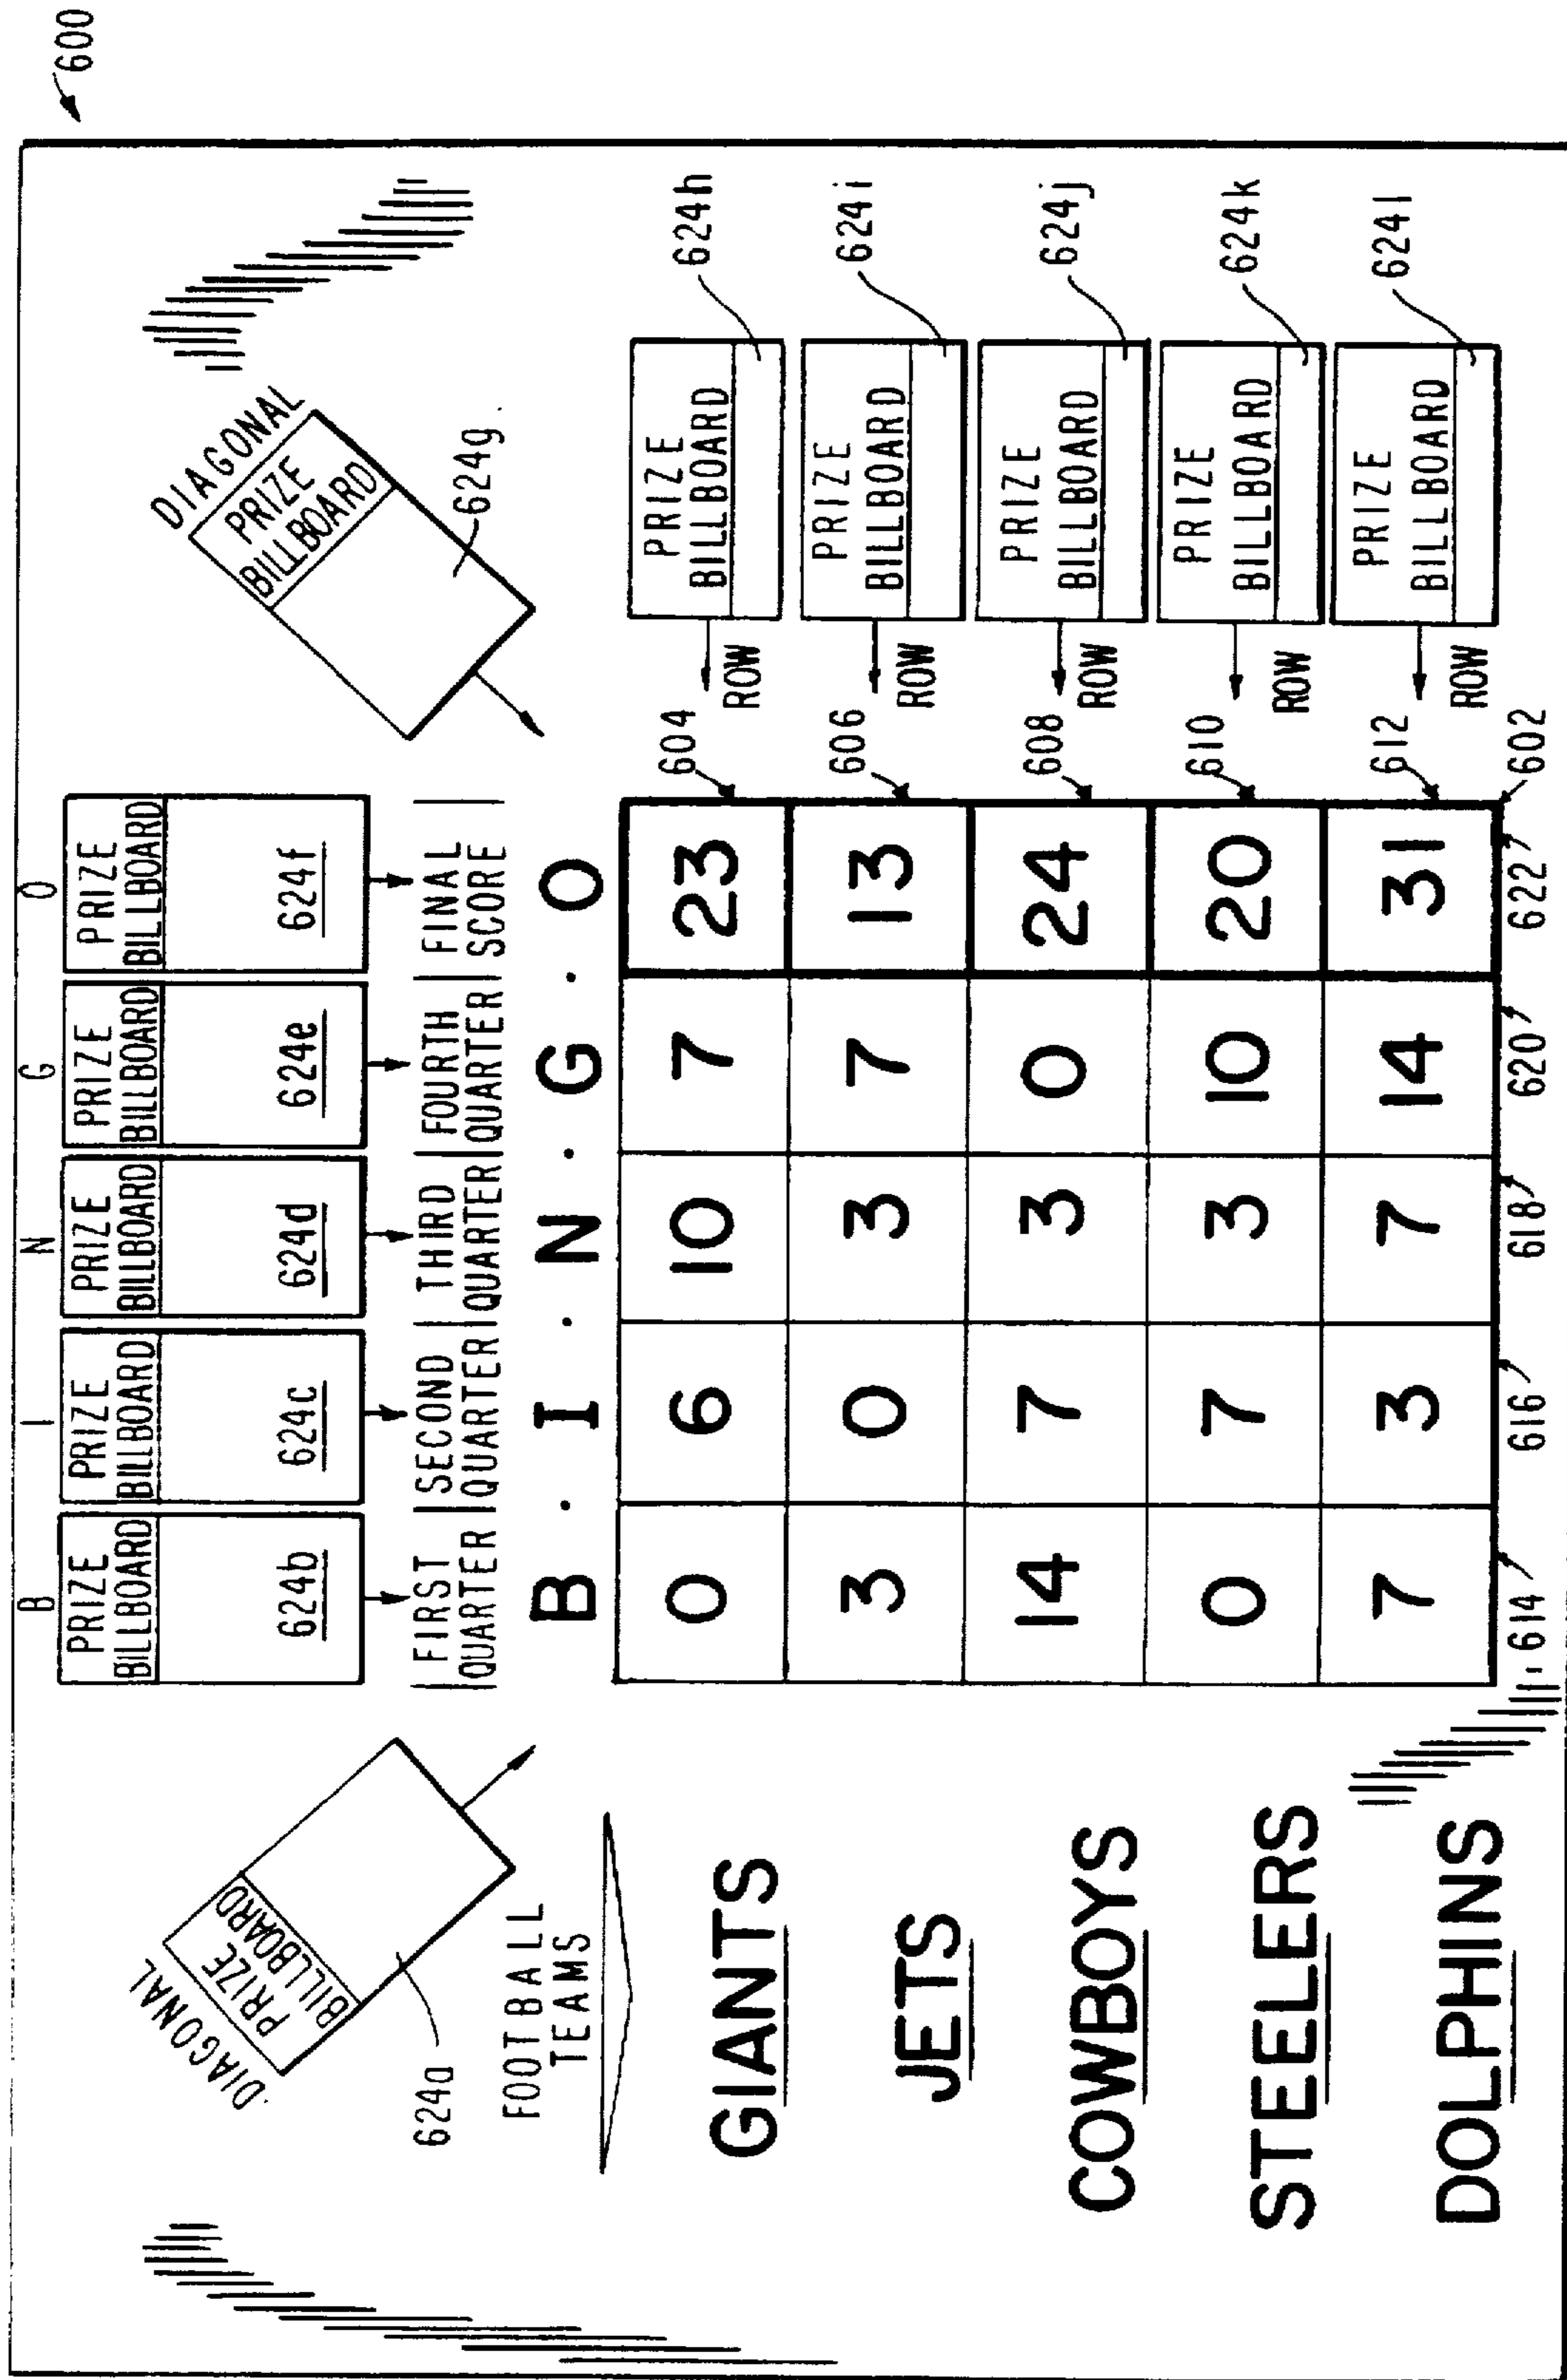 600
B I N G O
PRIZE BILLBOARD PRIZE BILLBOARD PRIZE BILLBOARD PRIZE BILLBOARD PRIZE BILLBOARD
624b 624c 624d 624e 624f
DIAGONAL
PRIZE
BILLBOARD
624a
DIAGONAL
PRIZE
BILLBOARD
624g
FIRST QUARTER SECOND QUARTER THIRD QUARTER FOURTH QUARTER FINAL SCORE
FOOTBALL
TEAMS
B . I . N . G . O
604
GIANTS 0 6 10 7 23
ROW
PRIZE
BILLBOARD
624h
606
JETS 3 0 3 7 13
ROW
PRIZE
BILLBOARD
624i
608
COWBOYS 14 7 3 0 24
ROW
PRIZE
BILLBOARD
624j
610
STEELERS 0 7 3 10 20
ROW
PRIZE
BILLBOARD
624k
612
DOLPHINS 7 3 7 14 31
ROW
PRIZE
BILLBOARD
624l
602
614 616 618 620 622